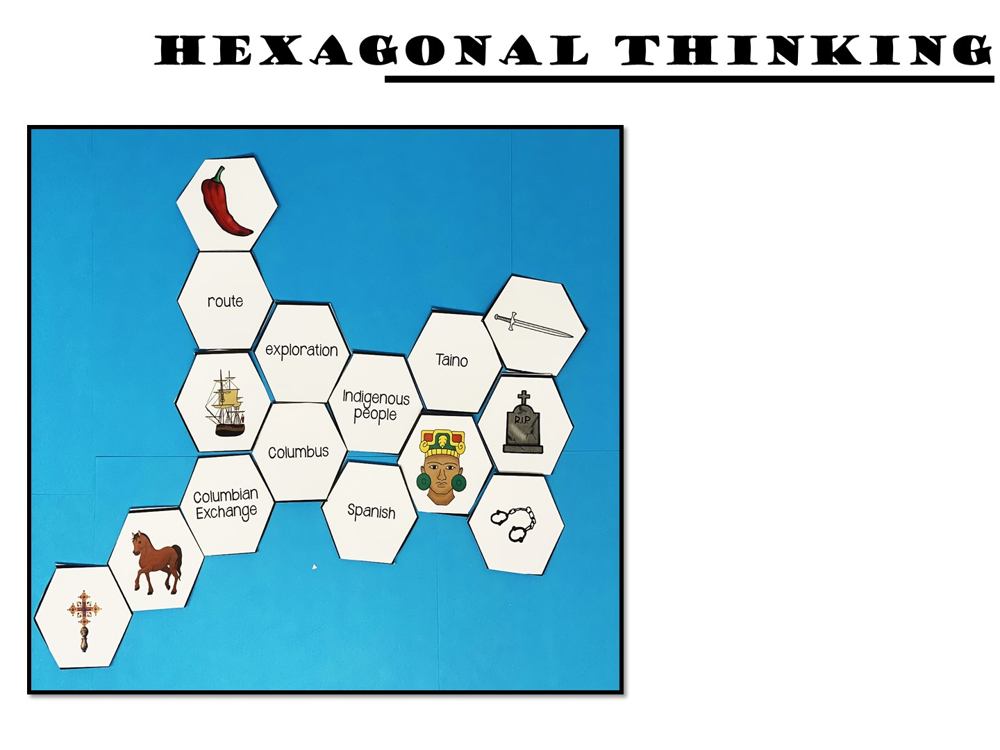 HEXAGONAL THINKING
route
exploration
Taino
Indigenous
people
R.I.P.
Columbus
Columbian
Exchange
Spanish